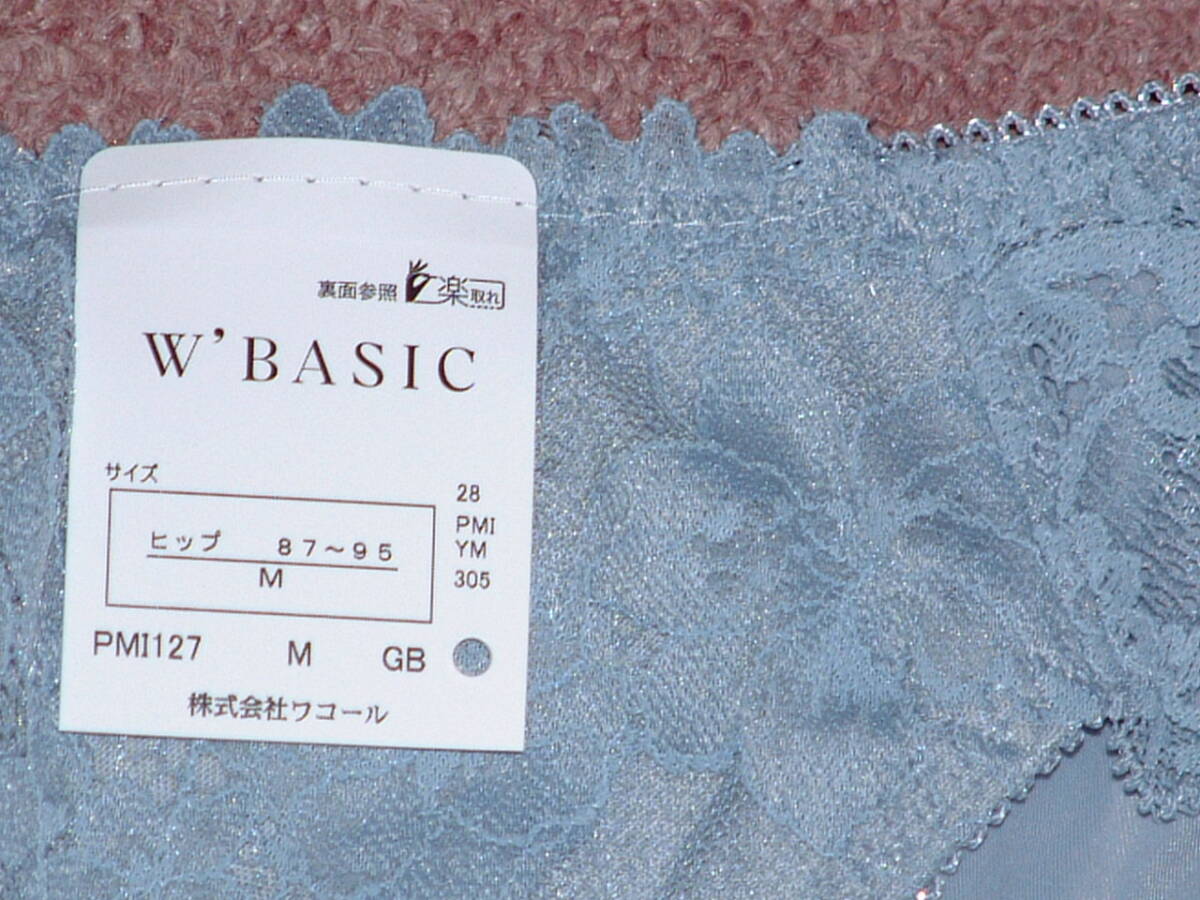 裏面参照 楽取れ
W'BASIC
サイズ
ヒップ 87～95
M
28
PMI
YM
305
PMI127 M GB
株式会社ワコール